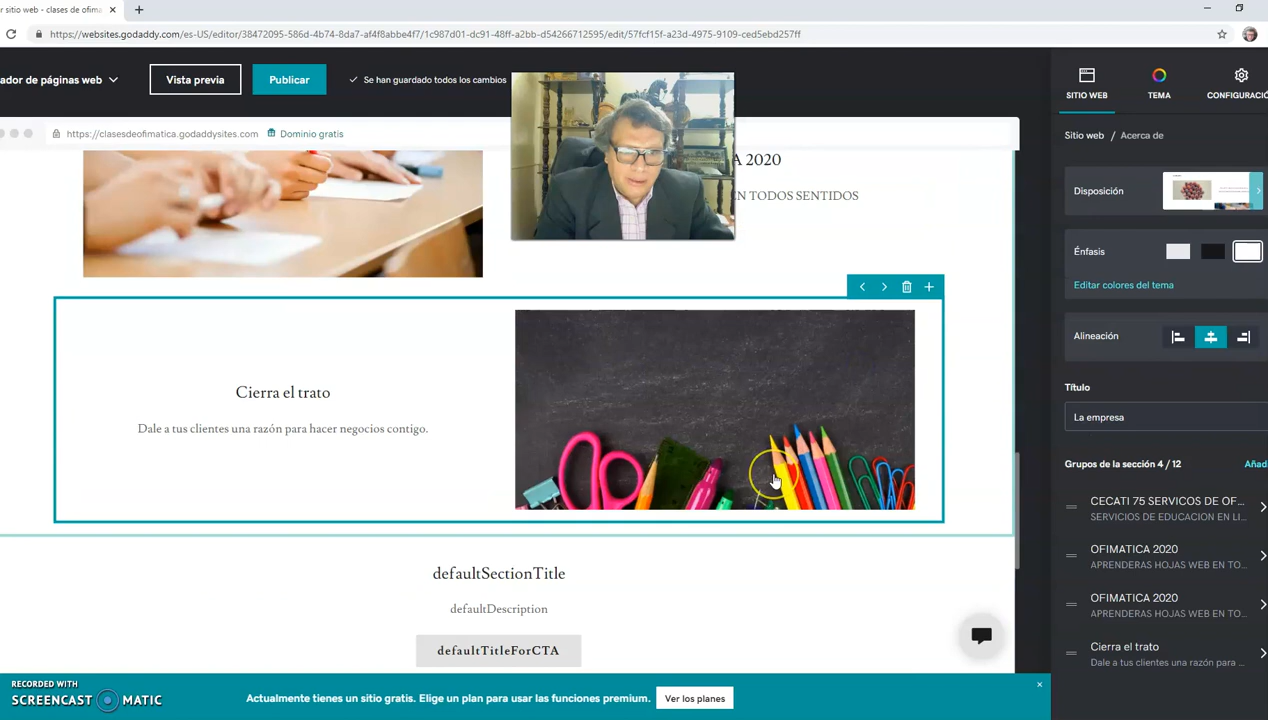 r sitio web - clases de ofima
https://websites.godaddy.com/es-US/editor/38472095-586d-4b74-8da7-af4f8abbe4f7/1c987d01-dc91-48ff-a2bb-d54266712595/edit/57fcf15f-a23d-4975-9109-ced5ebd257ff
ador de páginas web
Vista previa
Publicar
Se han guardado todos los cambios
SITIO WEB
TEMA
CONFIGURACIÓ
https://clasesdeofimatica.godaddysites.com
Dominio gratis
Sitio web / Acerca de
A 2020
EN TODOS SENTIDOS
Disposición
Énfasis
Editar colores del tema
Alineación
Título
La empresa
Cierra el trato
Dale a tus clientes una razón para hacer negocios contigo.
Grupos de la sección 4 / 12
Añad
CECATI 75 SERVICOS DE OF...
SERVICIOS DE EDUCACION EN LI...
OFIMATICA 2020
APRENDERAS HOJAS WEB EN TO...
OFIMATICA 2020
APRENDERAS HOJAS WEB EN TO...
Cierra el trato
Dale a tus clientes una razón para ...
defaultSectionTitle
defaultDescription
defaultTitleForCTA
RECORDED WITH
SCREENCAST MATIC
Actualmente tienes un sitio gratis. Elige un plan para usar las funciones premium.
Ver los planes